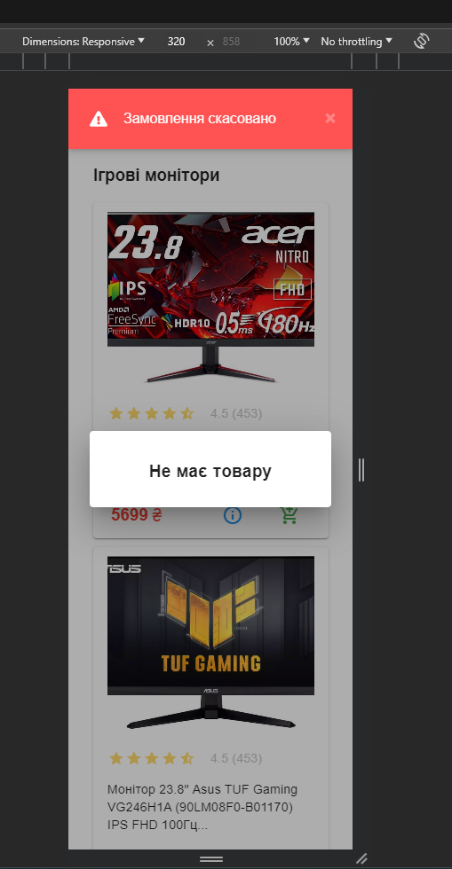 Dimensions: Responsive 320 × 858 100% No throttling
Замовлення скасовано ×
Ігрові монітори
23.8 acer
NITRO
IPS FHD
AMD
FreeSync HDR10 0.5ms 180Hz
Premium
acer
4.5 (453)
Не має товару
5699 ₴
ASUS
TUF GAMING
ASUS
4.5 (453)
Монітор 23.8" Asus TUF Gaming
VG246H1A (90LM08F0-B01170)
IPS FHD 100Гц...